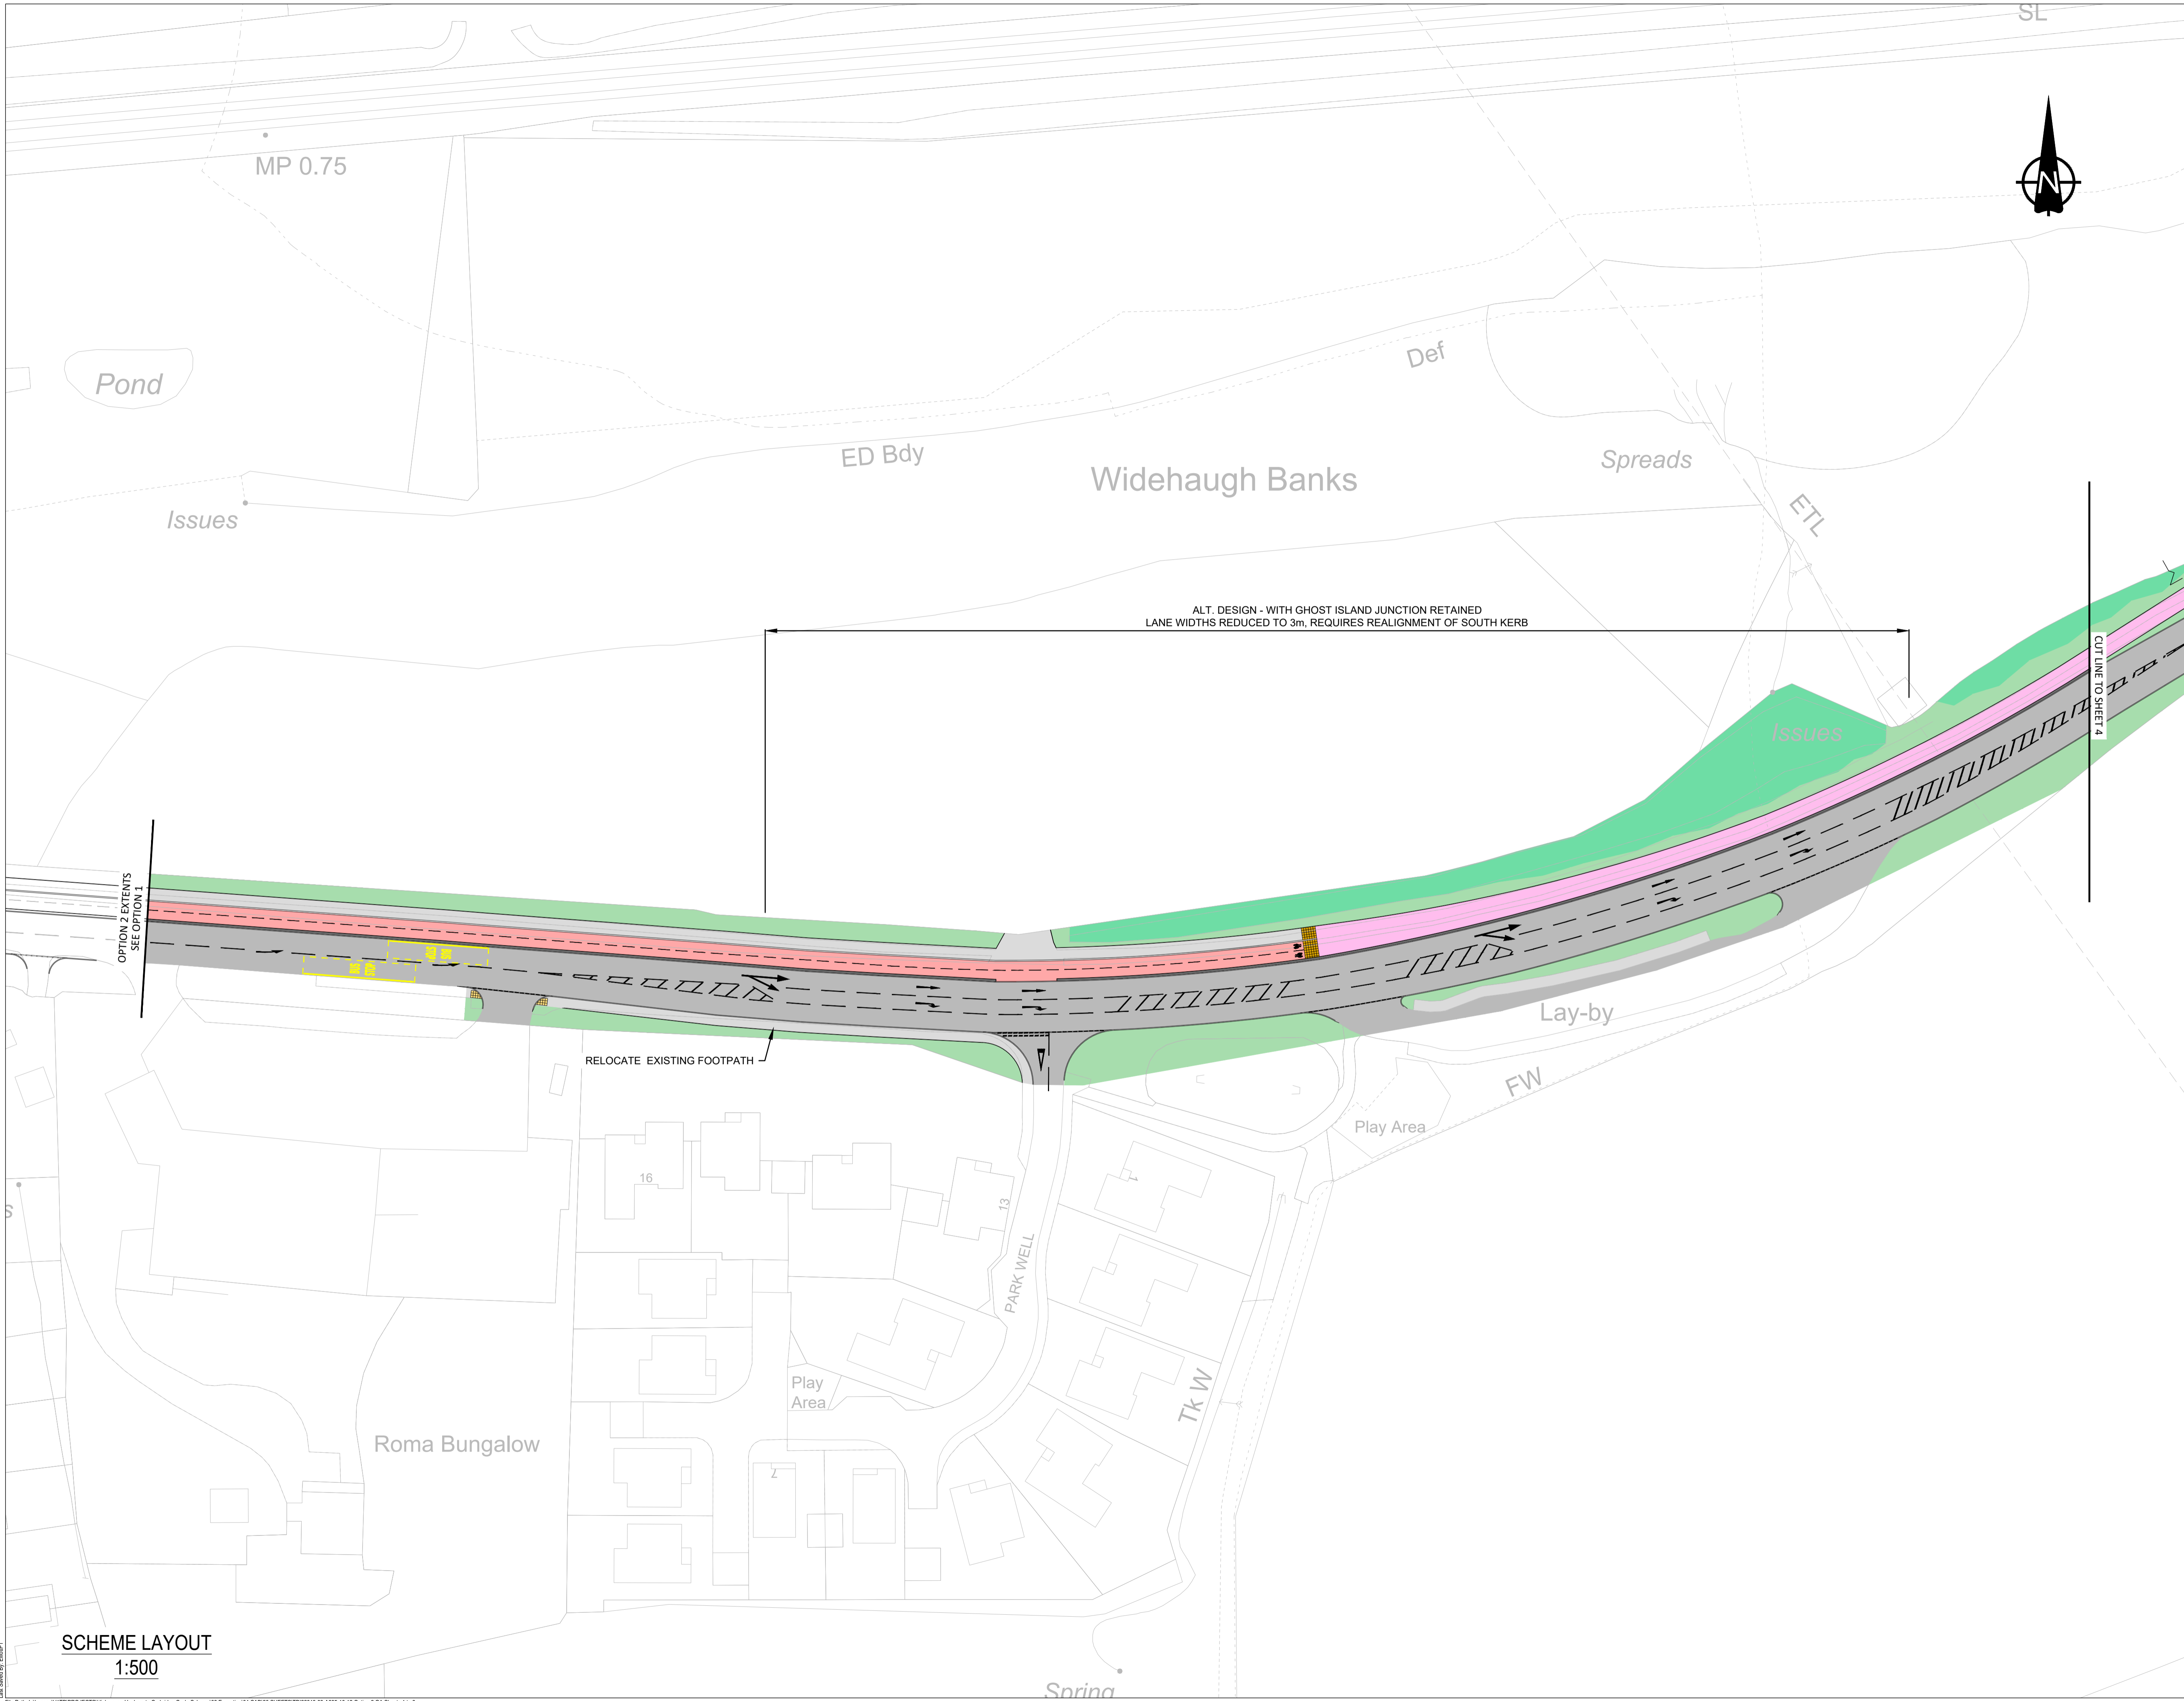 SL
N
MP 0.75
Pond
Def
ED Bdy
Widehaugh Banks
Spreads
Issues
ETL
ALT. DESIGN - WITH GHOST ISLAND JUNCTION RETAINED
LANE WIDTHS REDUCED TO 3m, REQUIRES REALIGNMENT OF SOUTH KERB
CUT LINE TO SHEET 4
Issues
OPTION 2 EXTENTS
SEE OPTION 1
BUS
STOP
BUS
STOP
Lay-by
RELOCATE EXISTING FOOTPATH
FW
Play Area
16
13
1
PARK WELL
Play
Area
Tk W
Roma Bungalow
7
SCHEME LAYOUT
1:500
Spring